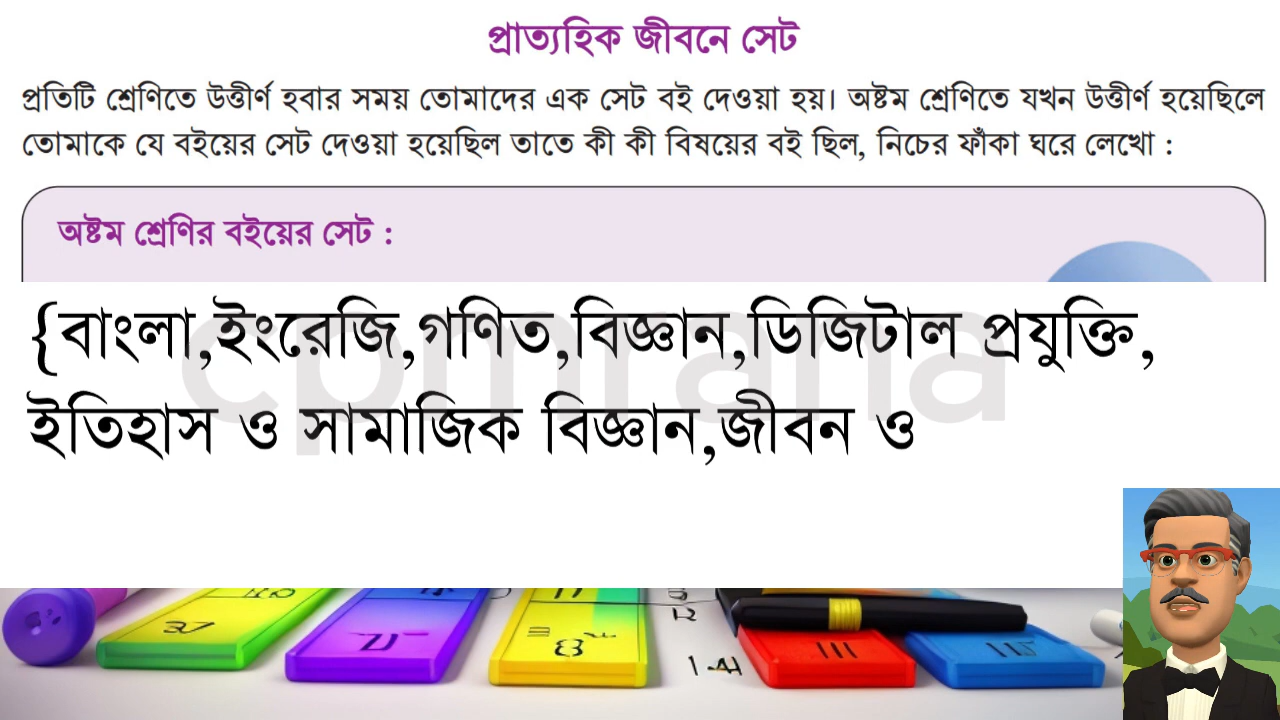 প্রাত্যহিক জীবনে সেট
প্রতিটি শ্রেণিতে উত্তীর্ণ হবার সময় তোমাদের এক সেট বই দেওয়া হয়। অষ্টম শ্রেণিতে যখন উত্তীর্ণ হয়েছিলে
তোমাকে যে বইয়ের সেট দেওয়া হয়েছিল তাতে কী কী বিষয়ের বই ছিল, নিচের ফাঁকা ঘরে লেখো :
অষ্টম শ্রেণির বইয়ের সেট :
{বাংলা,ইংরেজি,গণিত,বিজ্ঞান,ডিজিটাল প্রযুক্তি,
ইতিহাস ও সামাজিক বিজ্ঞান,জীবন ও
cpmrana